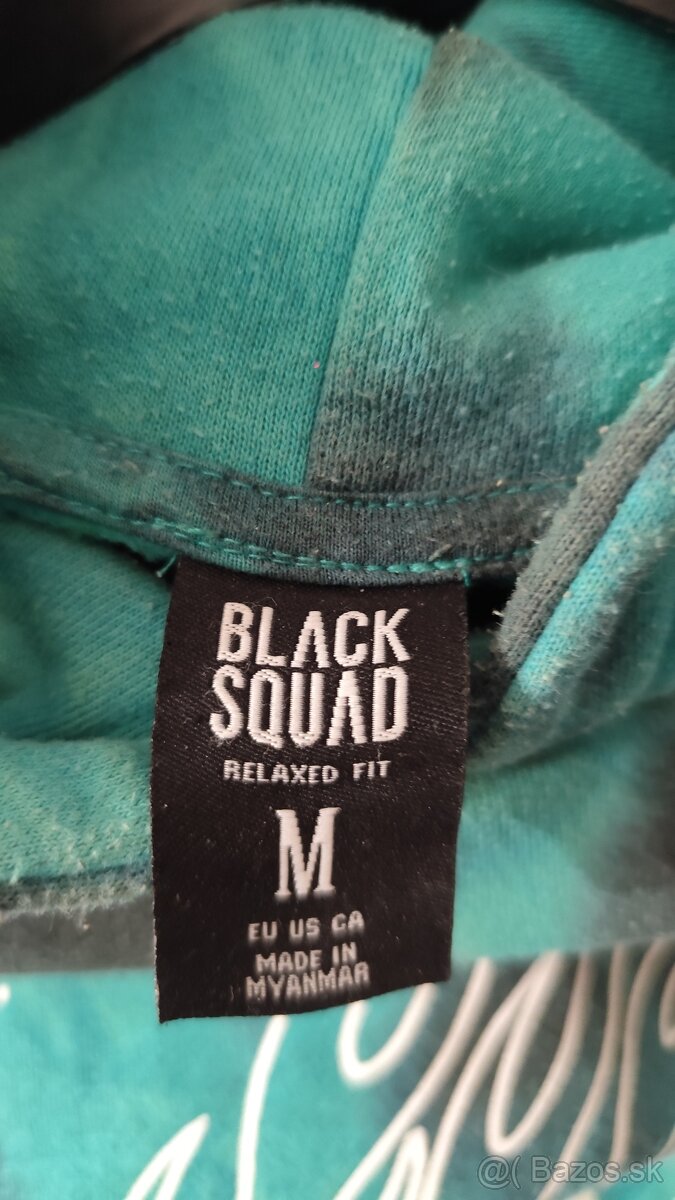 BLACK
SQUAD
RELAXED FIT
M
EU US CA
MADE IN
MYANMAR
@( Bazos.sk